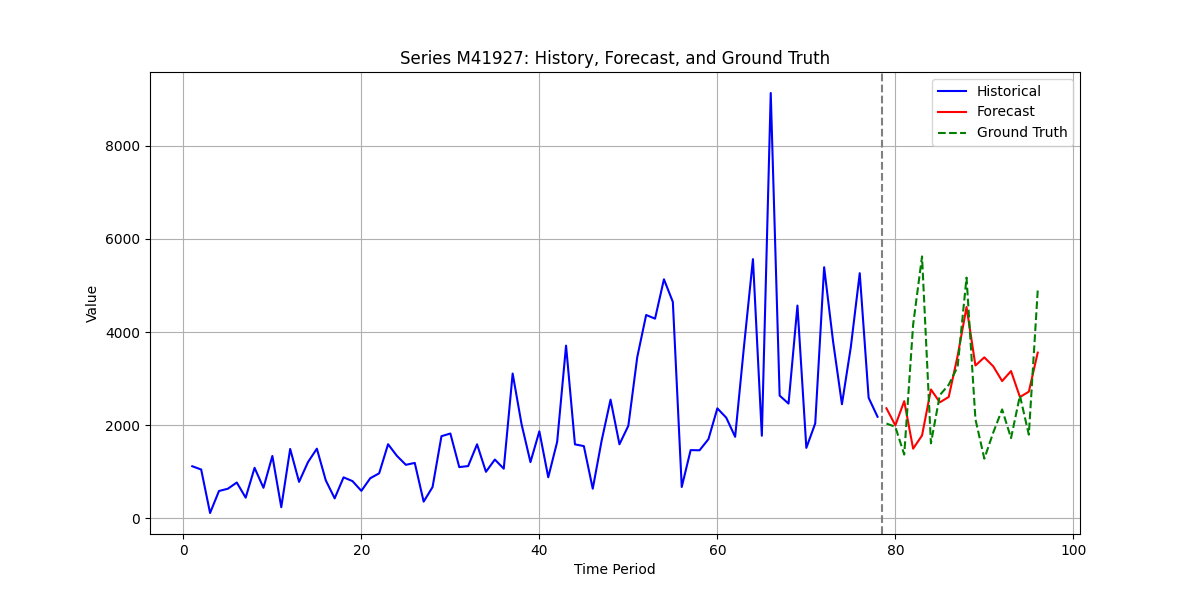 Series M41927: History, Forecast, and Ground Truth
Historical
Forecast
Ground Truth
Value
8000
6000
4000
2000
0
0 20 40 60 80 100
Time Period